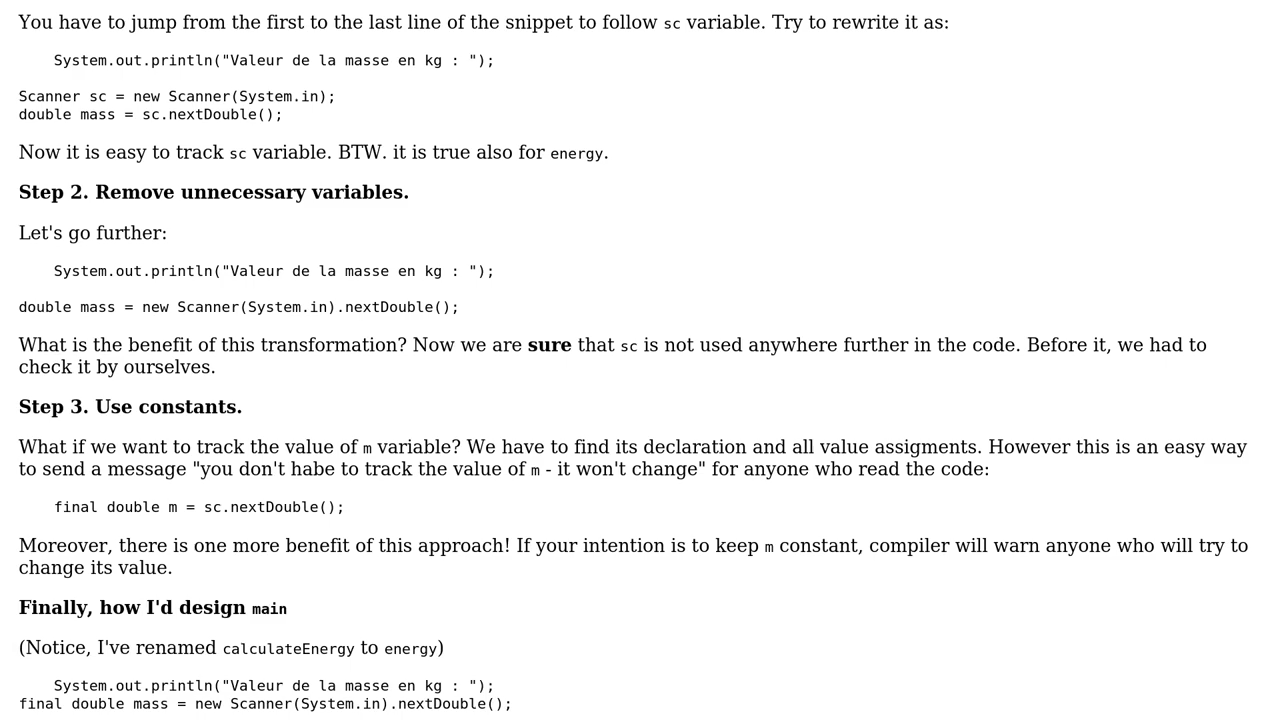 You have to jump from the first to the last line of the snippet to follow sc variable. Try to rewrite it as:
System.out.println("Valeur de la masse en kg : ");
Scanner sc = new Scanner(System.in);
double mass = sc.nextDouble();
Now it is easy to track sc variable. BTW. it is true also for energy.
Step 2. Remove unnecessary variables.
Let's go further:
System.out.println("Valeur de la masse en kg : ");
double mass = new Scanner(System.in).nextDouble();
What is the benefit of this transformation? Now we are sure that sc is not used anywhere further in the code. Before it, we had to
check it by ourselves.
Step 3. Use constants.
What if we want to track the value of m variable? We have to find its declaration and all value assigments. However this is an easy way
to send a message "you don't habe to track the value of m - it won't change" for anyone who read the code:
final double m = sc.nextDouble();
Moreover, there is one more benefit of this approach! If your intention is to keep m constant, compiler will warn anyone who will try to
change its value.
Finally, how I'd design main
(Notice, I've renamed calculateEnergy to energy)
System.out.println("Valeur de la masse en kg : ");
final double mass = new Scanner(System.in).nextDouble();